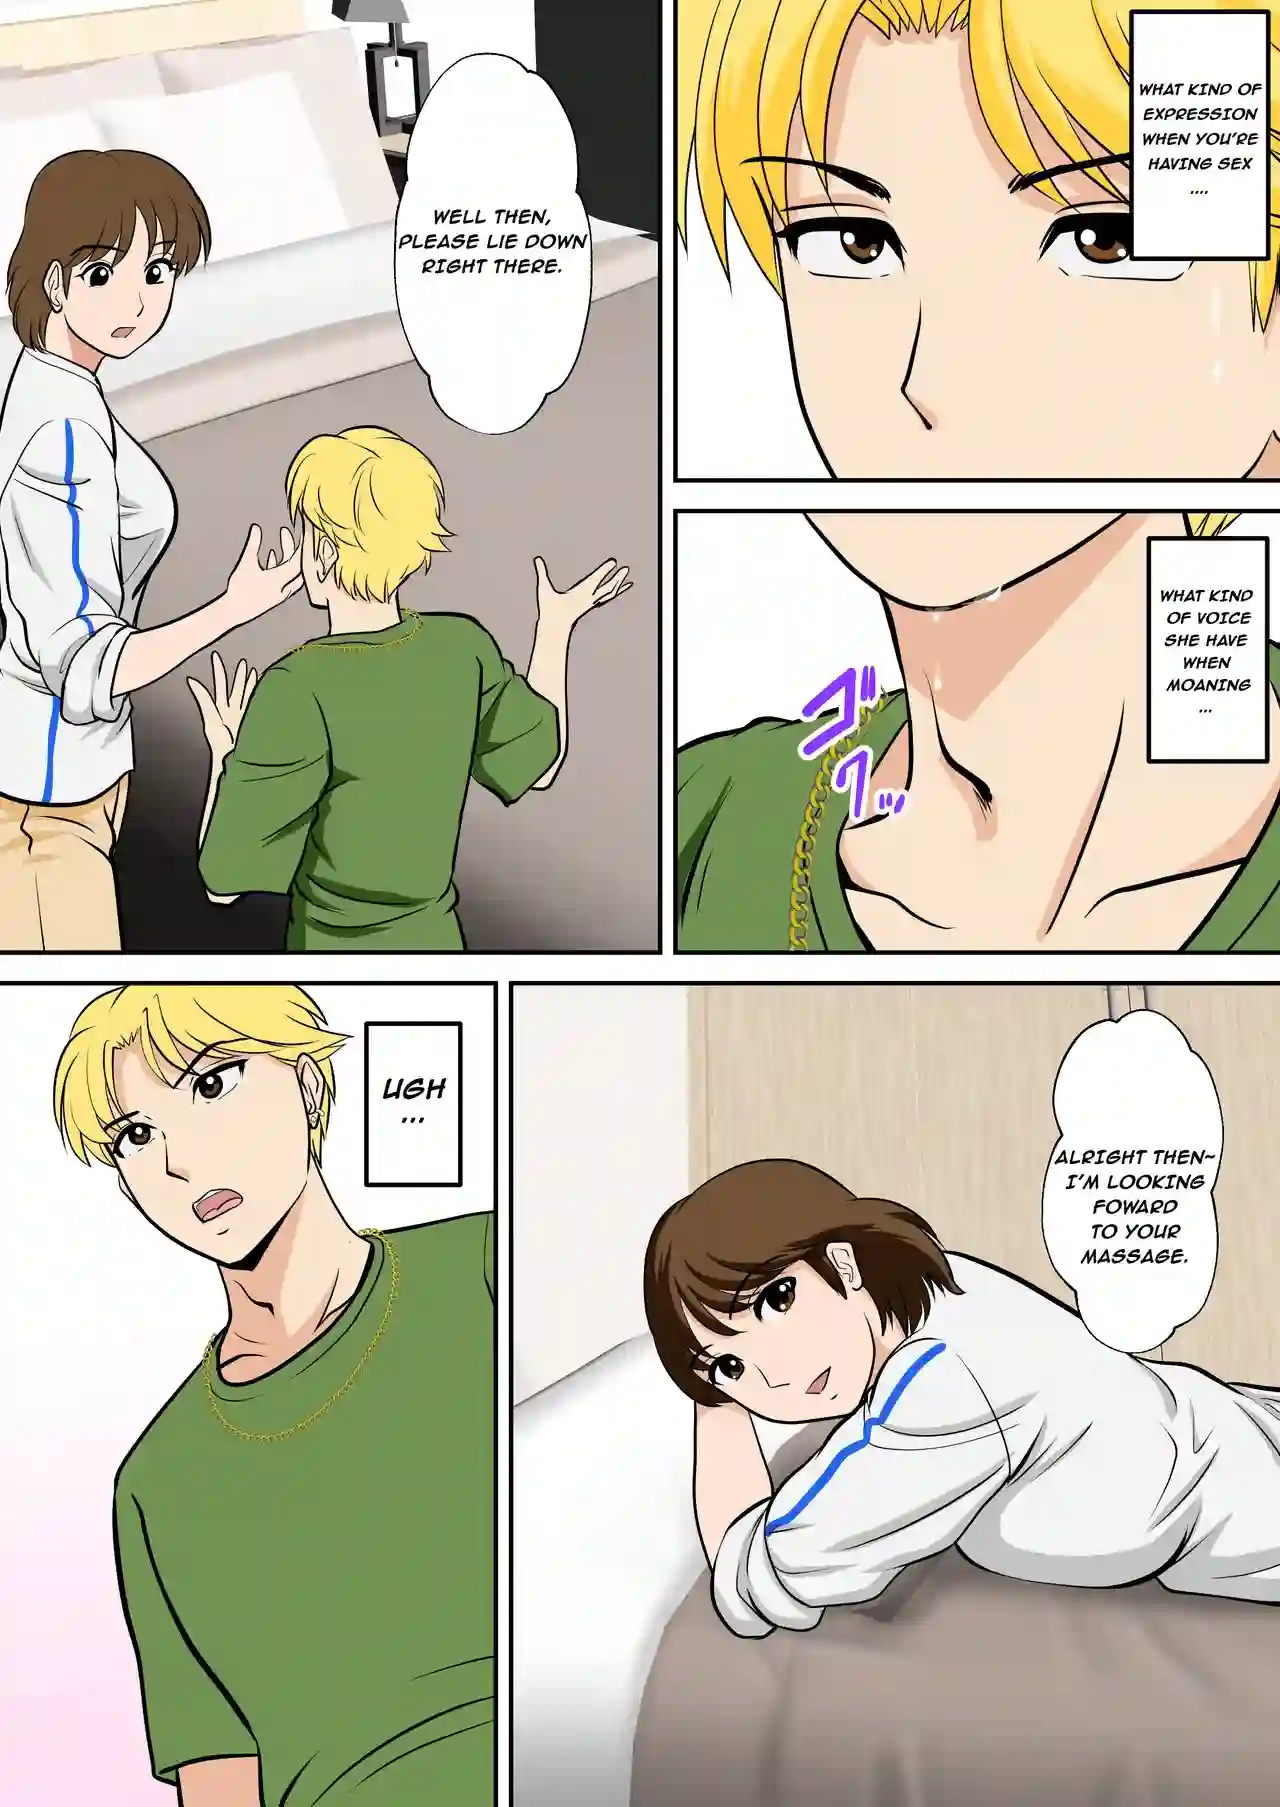 WHAT KIND OF
EXPRESSION
WHEN YOU'RE
HAVING SEX
....
WHAT KIND
OF VOICE
SHE HAVE
WHEN
MOANING
...
ゴ
クッ
WELL THEN,
PLEASE LIE DOWN
RIGHT THERE.
ALRIGHT THEN~
I'M LOOKING
FOWARD
TO YOUR
MASSAGE.
UGH
...